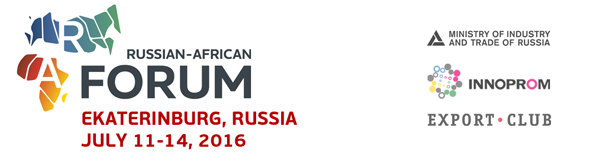 RA
RUSSIAN-AFRICAN
FORUM
EKATERINBURG, RUSSIA
JULY 11-14, 2016
MINISTRY OF INDUSTRY
AND TRADE OF RUSSIA
INNOPROM
EXPORT·CLUB